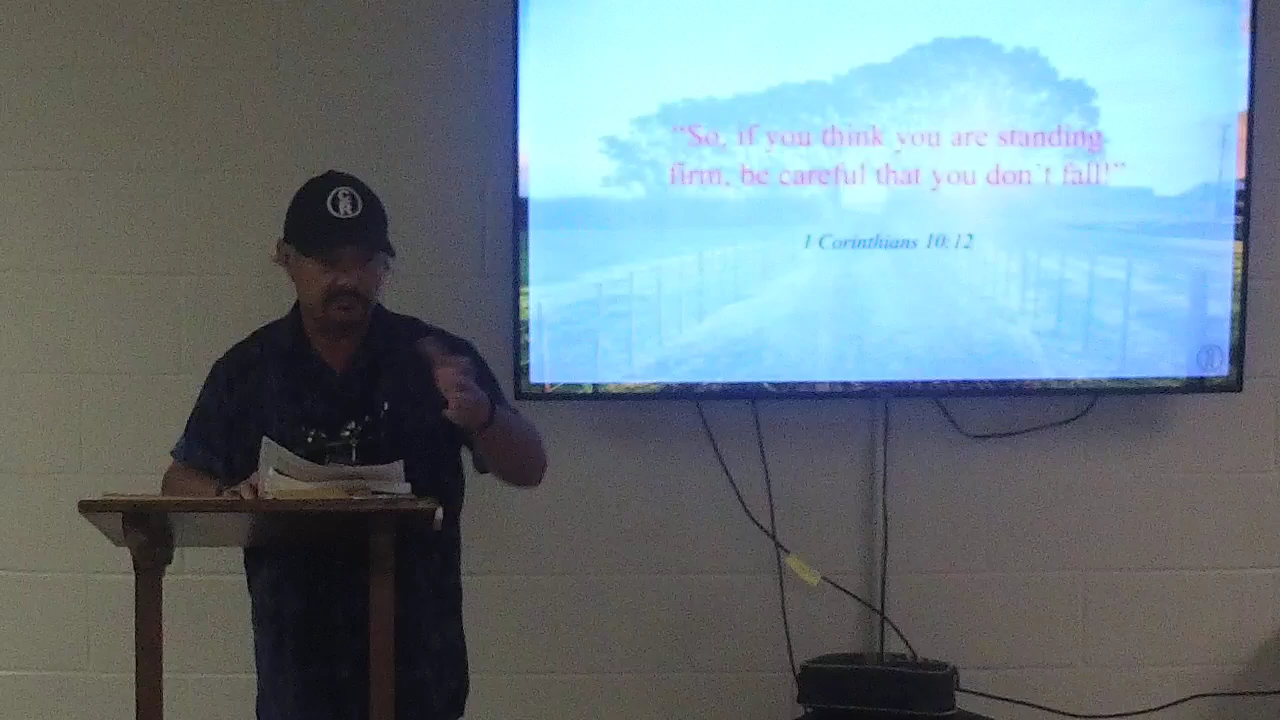 "So, if you think you are standing
firm, be careful that you don't fall!"
1 Corinthians 10:12